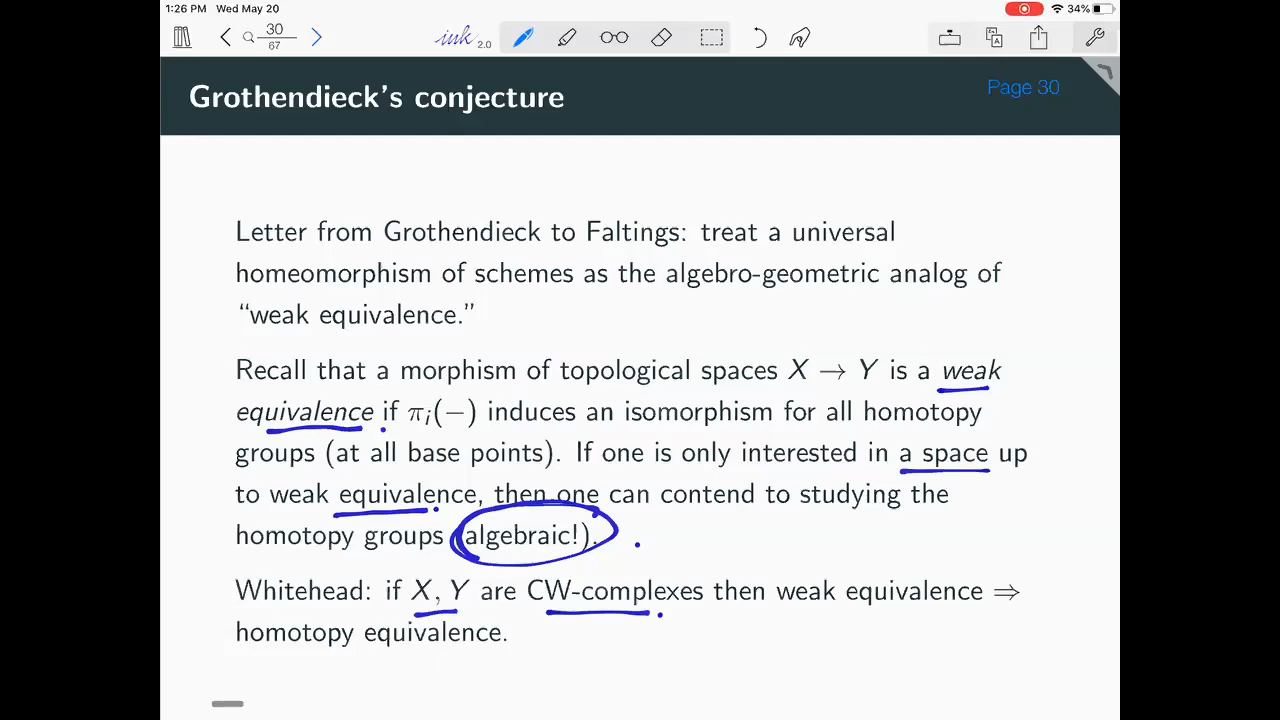 1:26 PM Wed May 20
34%
30
67
ink 2.0
Grothendieck's conjecture
Page 30
Letter from Grothendieck to Faltings: treat a universal
homeomorphism of schemes as the algebro-geometric analog of
“weak equivalence.”
Recall that a morphism of topological spaces X → Y is a weak
equivalence if πᵢ(−) induces an isomorphism for all homotopy
groups (at all base points). If one is only interested in a space up
to weak equivalence, then one can contend to studying the
homotopy groups (algebraic!).
Whitehead: if X, Y are CW-complexes then weak equivalence ⇒
homotopy equivalence.